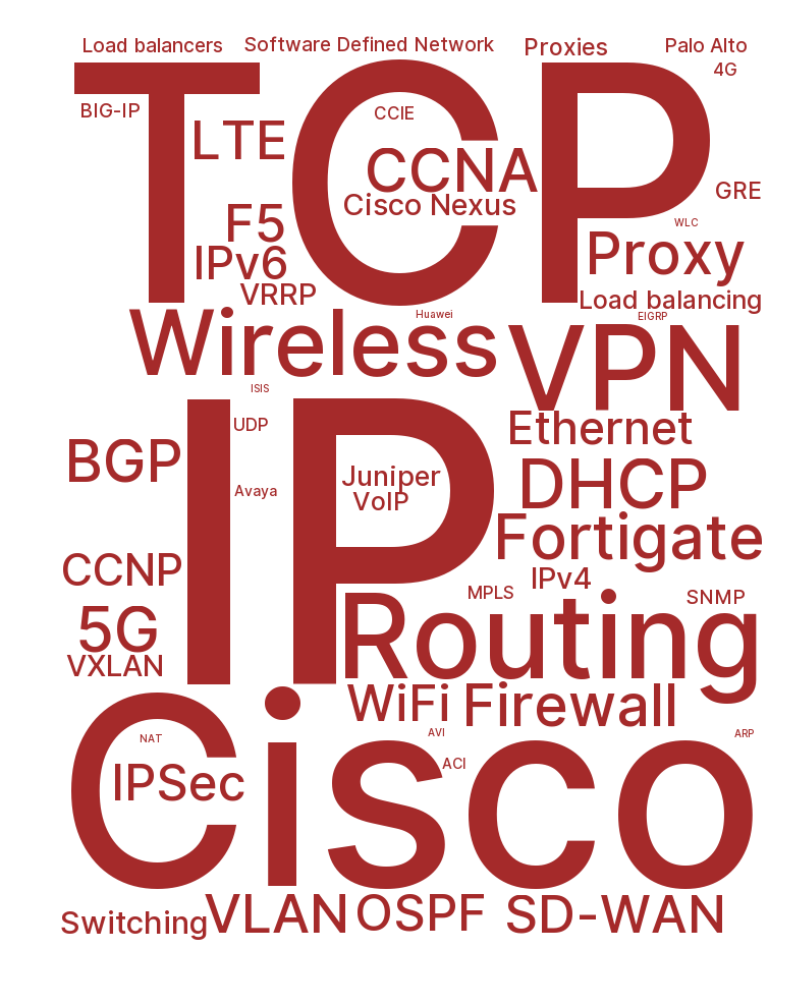 Load balancers
Software Defined Network
Proxies
Palo Alto
4G
TCP
BIG-IP
CCIE
LTE
CCNA
GRE
Cisco Nexus
F5
WLC
Proxy
IPv6
VRRP
Load balancing
Wireless
Huawei
EIGRP
VPN
ISIS
IP
UDP
Ethernet
BGP
Juniper
DHCP
Avaya
VoIP
Fortigate
CCNP
IPv4
MPLS
SNMP
5G
Routing
VXLAN
WiFi
Firewall
Cisco
NAT
AVI
ARP
IPSec
ACI
Switching
VLAN
OSPF
SD-WAN